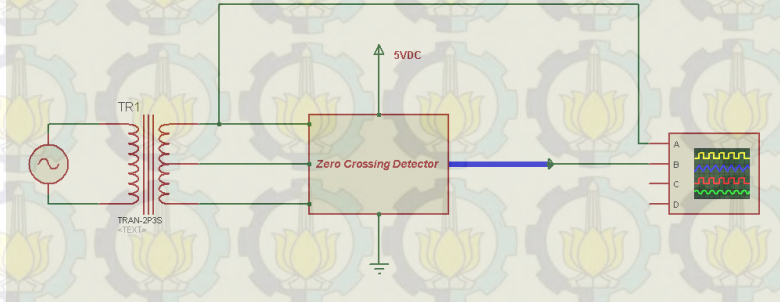 TR1
5VDC
Zero Crossing Detector
A
B
C
D
TRAN-2P3S
<TEXT>